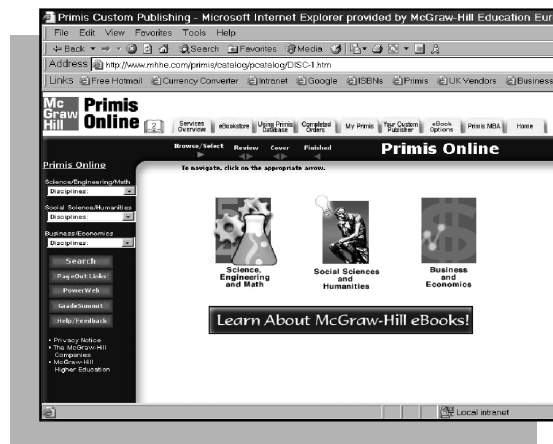 Primis Custom Publishing - Microsoft Internet Explorer provided by McGraw-Hill Education Eur
File Edit View Favorites Tools Help
Back Search Favorites Media
Address http://www.mhhe.com/primis/catalog/pcatalog/DISC-1.htm
Links Free Hotmail Currency Converter Intranet Google ISBNs Primis UK Vendors Business
Mc
Graw
Hill
Primis
Online
Services
Overview
eBookstore
Using Primis
Database
Completed
Orders
My Primis
Your Custom
Publisher
eBook
Options
Primis MBA
Home
Browse/Select Review Cover Finished
Primis Online
To navigate, click on the appropriate arrow.
Primis Online
Science/Engineering/Math
Disciplines:
Social Science/Humanities
Disciplines:
Business/Economics
Disciplines:
Search
PageOut Links
PowerWeb
GradeSummit
Help/Feedback
• Privacy Notice
• The McGraw-Hill
Companies
• McGraw-Hill
Higher Education
Science,
Engineering
and Math
Social Sciences
and
Humanities
Business
and
Economics
Learn About McGraw-Hill eBooks!
Local intranet